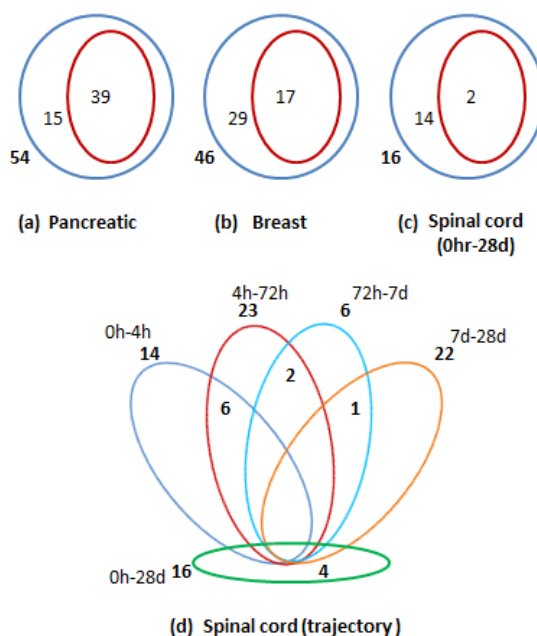 39
17
2
15
29
14
54
46
16
(a) Pancreatic
(b) Breast
(c) Spinal cord
(0hr-28d)
4h-72h
23
72h-7d
6
0h-4h
14
7d-28d
22
2
6
1
0h-28d 16
4
(d) Spinal cord (trajectory)